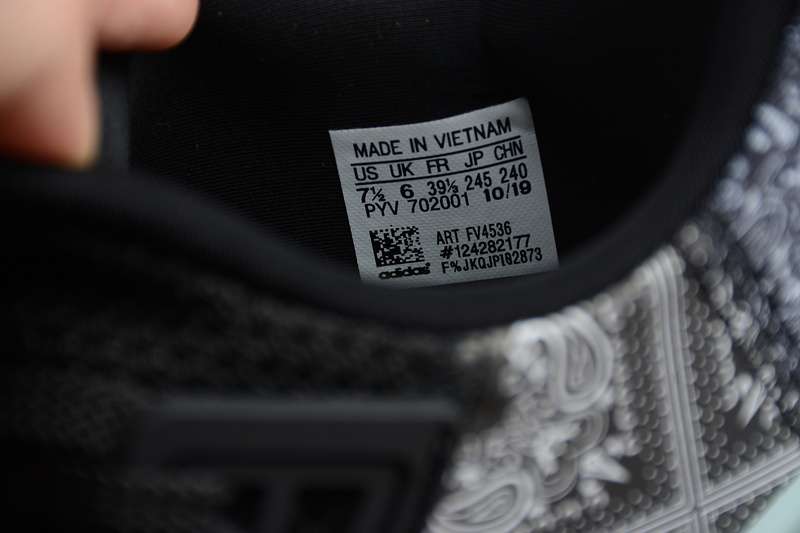 MADE IN VIETNAM
US UK FR JP CHN
7½ 6 39⅓ 245 240
PYV 702001 10/19
ART FV4536
#124282177
F%JKQJPI82873
adidas